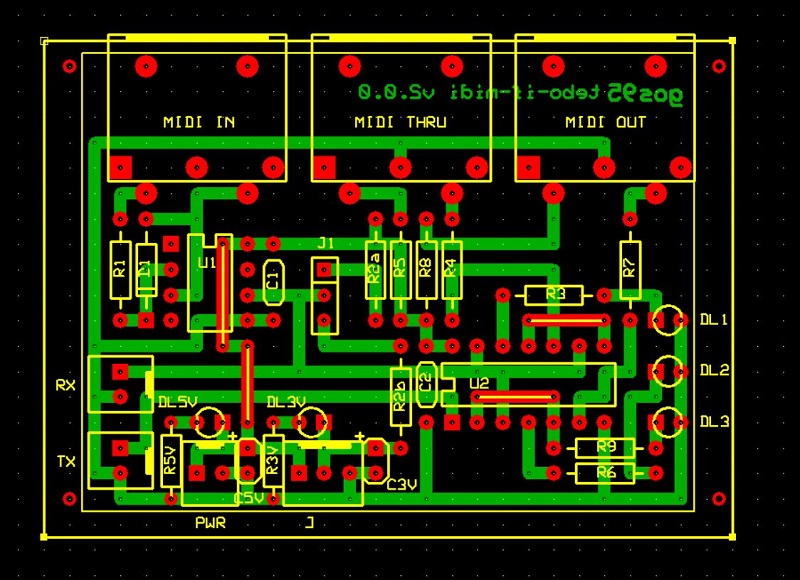 gos95 tebo-if-midi v2.0.0
MIDI IN
MIDI THRU
MIDI OUT
J1
U1
R1
C1
R2a
R5
R8
R4
R7
R3
DL1
DL2
RX
R2b
C2
U2
DL5V
DL3V
DL3
TX
R5V
R3V
R9
R6
C5V
C3V
PWR
J